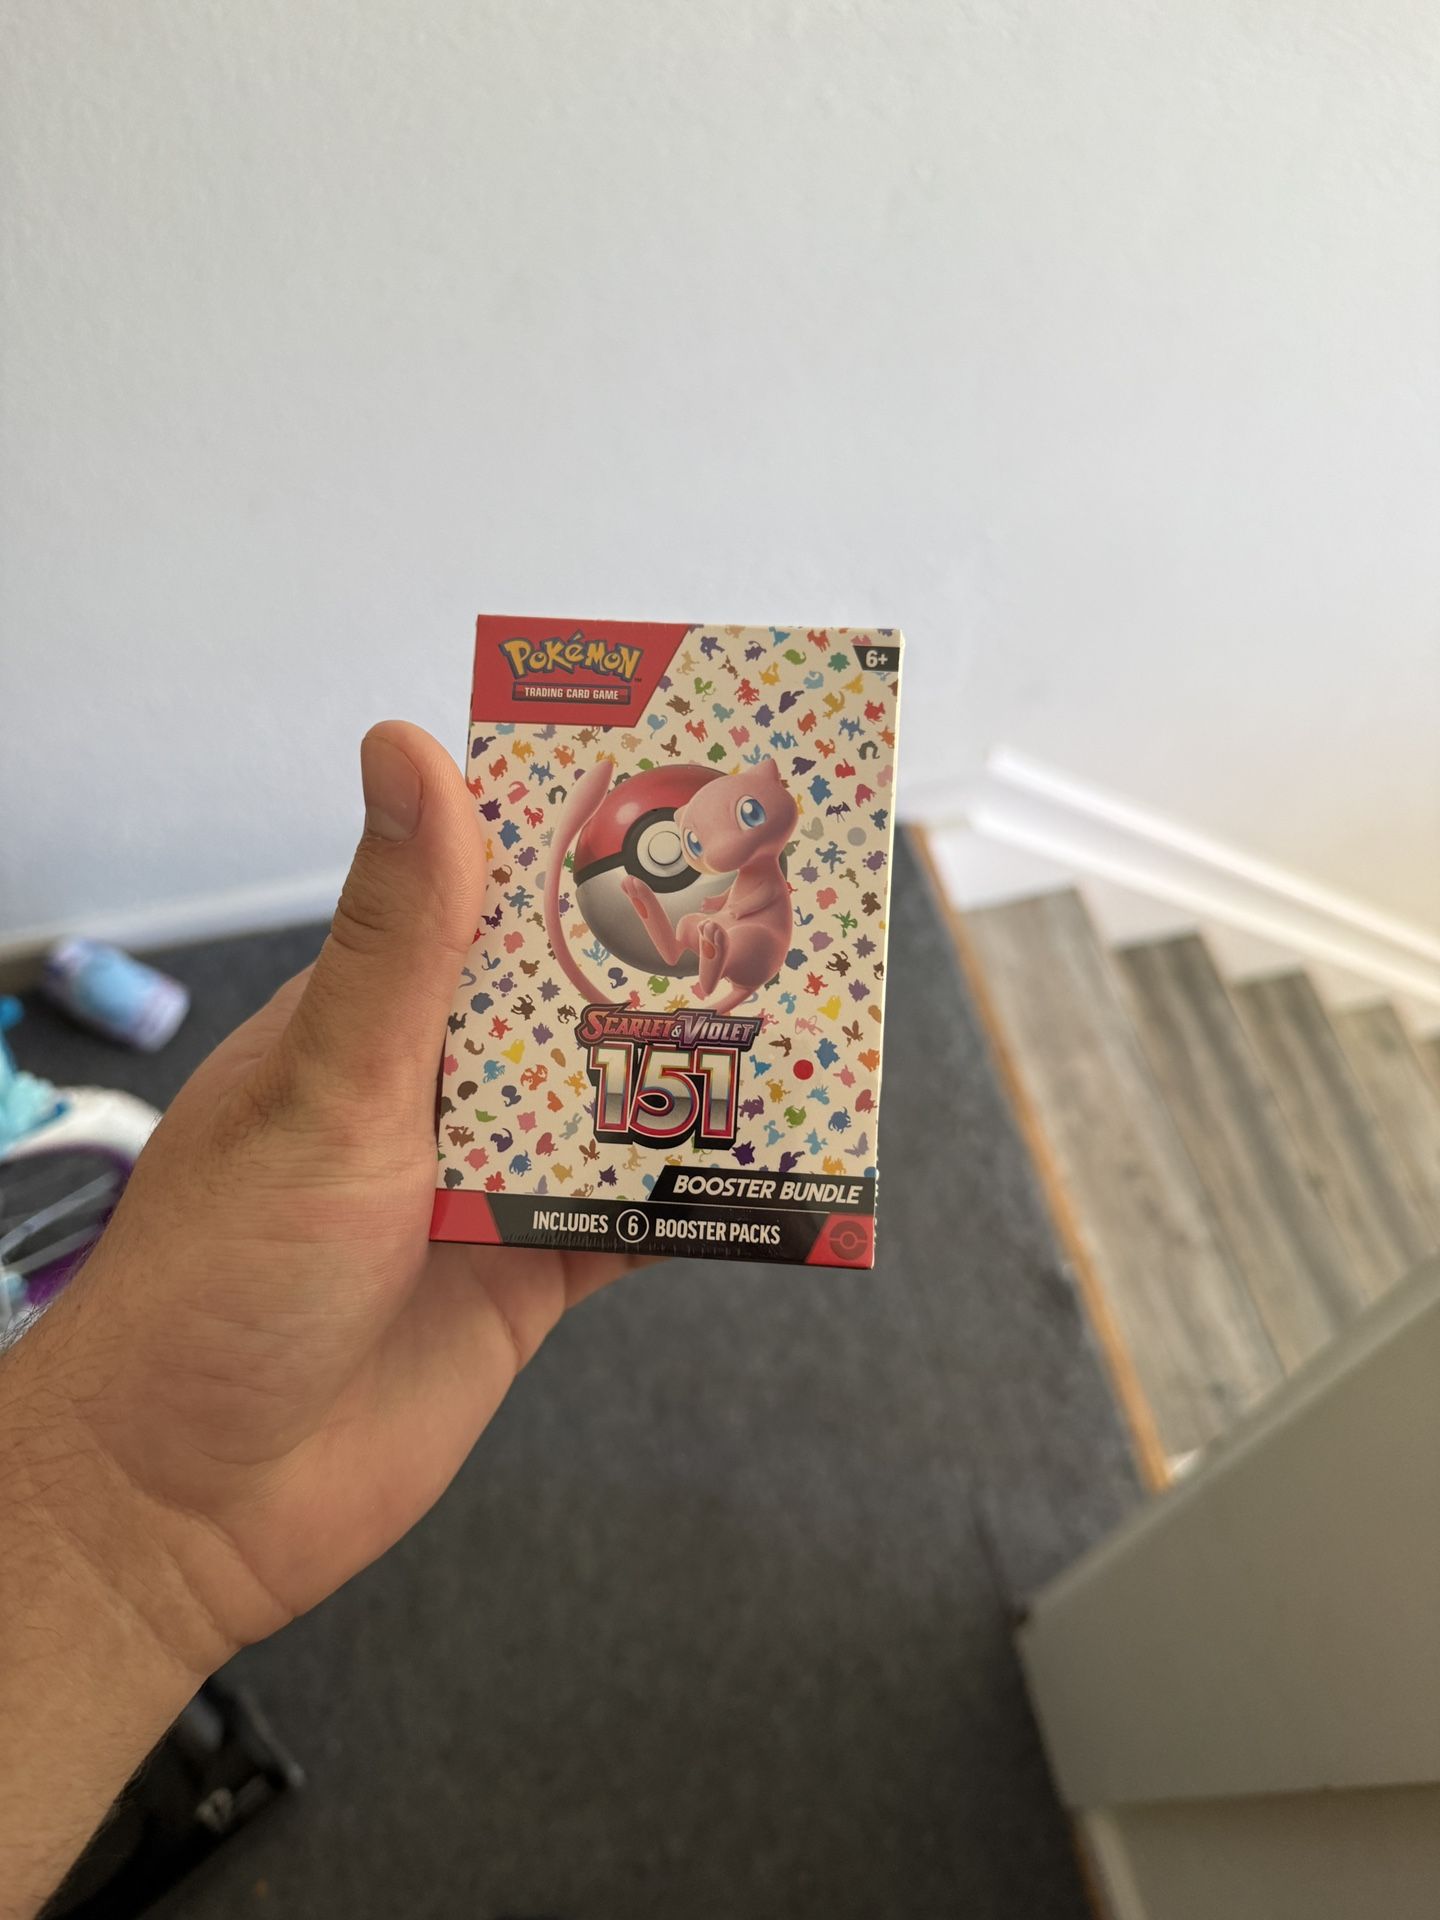 POKéMON
TRADING CARD GAME
6+
SCARLET & VIOLET
151
BOOSTER BUNDLE
INCLUDES 6 BOOSTER PACKS